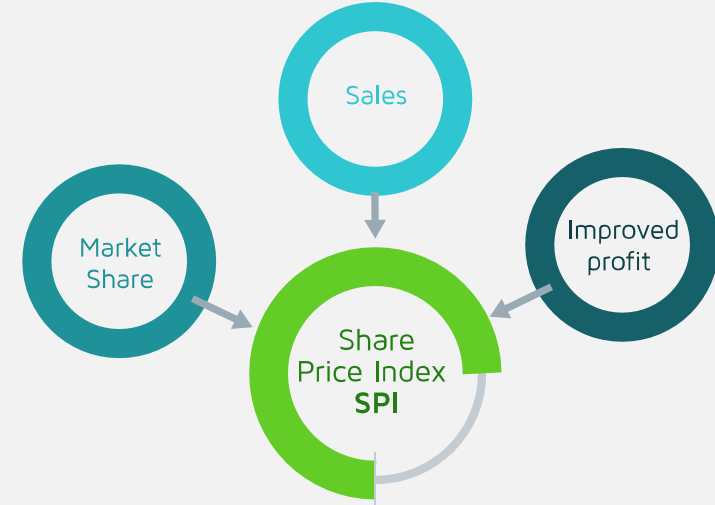 Sales
Market
Share
Improved
profit
Share
Price Index
SPI